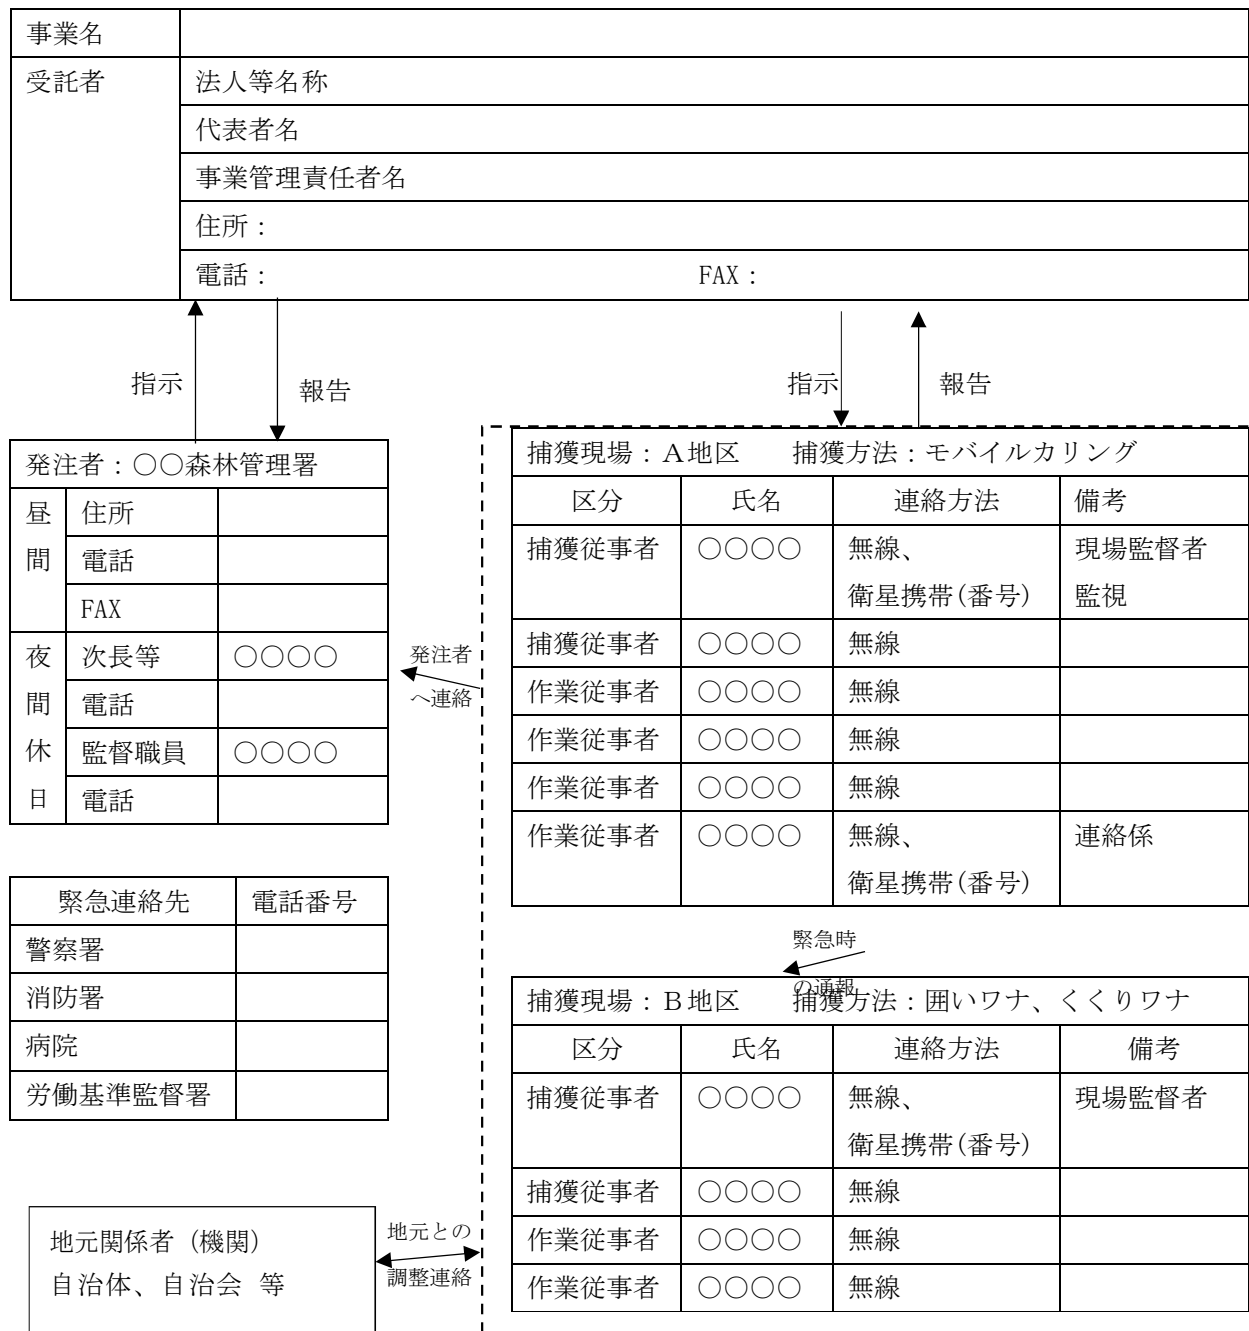 事業名
受託者
法人等名称
代表者名
事業管理責任者名
住所：
電話： FAX：
指示
報告
指示
報告
発注者：○○森林管理署
昼間
住所
電話
FAX
夜間休日
次長等 ○○○○
電話
監督職員 ○○○○
電話
発注者
へ連絡
捕獲現場：Ａ地区 捕獲方法：モバイルカリング
区分 氏名 連絡方法 備考
捕獲従事者 ○○○○ 無線、 現場監督者
衛星携帯(番号) 監視
捕獲従事者 ○○○○ 無線
作業従事者 ○○○○ 無線
作業従事者 ○○○○ 無線
作業従事者 ○○○○ 無線
作業従事者 ○○○○ 無線、 連絡係
衛星携帯(番号)
緊急連絡先 電話番号
警察署
消防署
病院
労働基準監督署
緊急時
の通報
捕獲現場：Ｂ地区 捕獲方法：囲いワナ、くくりワナ
区分 氏名 連絡方法 備考
捕獲従事者 ○○○○ 無線、 現場監督者
衛星携帯(番号)
捕獲従事者 ○○○○ 無線
作業従事者 ○○○○ 無線
作業従事者 ○○○○ 無線
地元関係者（機関）
自治体、自治会 等
地元との
調整連絡